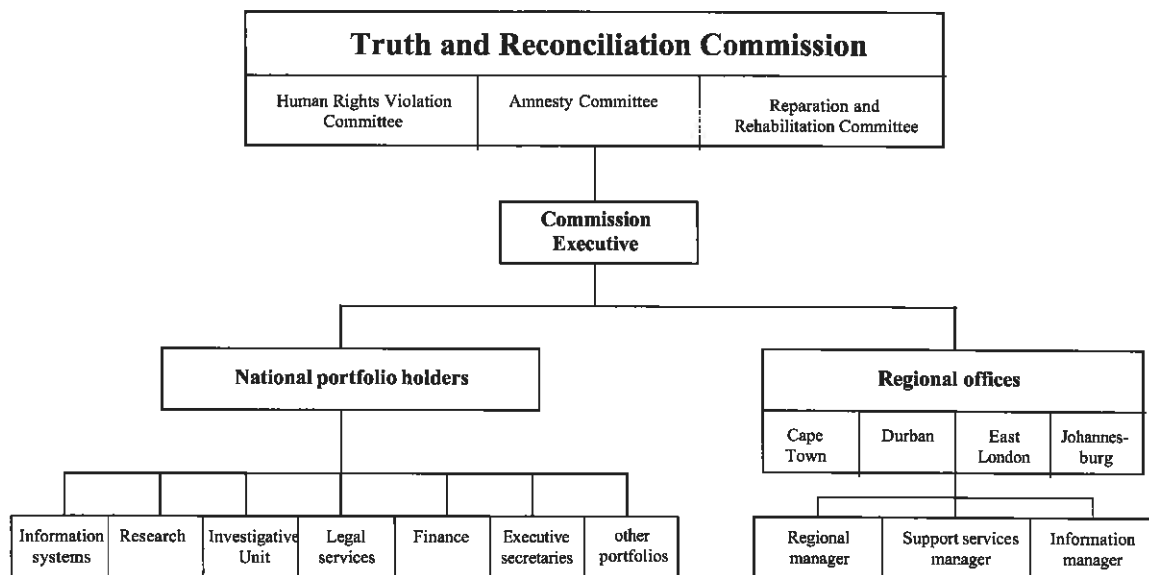 Truth and Reconciliation Commission
Human Rights Violation
Committee
Amnesty Committee
Reparation and
Rehabilitation Committee
Commission
Executive
National portfolio holders
Regional offices
Cape
Town
Durban
East
London
Johannes-
burg
Information
systems
Research
Investigative
Unit
Legal
services
Finance
Executive
secretaries
other
portfolios
Regional
manager
Support services
manager
Information
manager